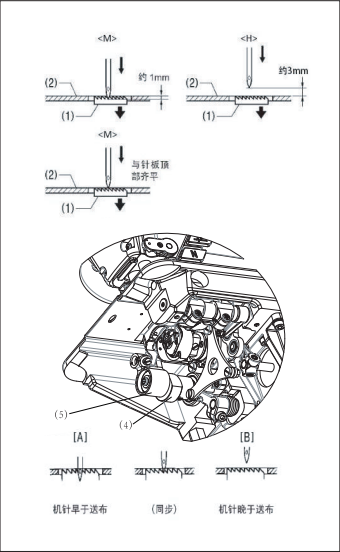 <M>
<H>
约 1mm
约3mm
(2)
(2)
(1)
(1)
<M>
(2)
与针板顶
部齐平
(1)
(5)
(4)
[A]
[B]
机针早于送布
(同步)
机针晚于送布